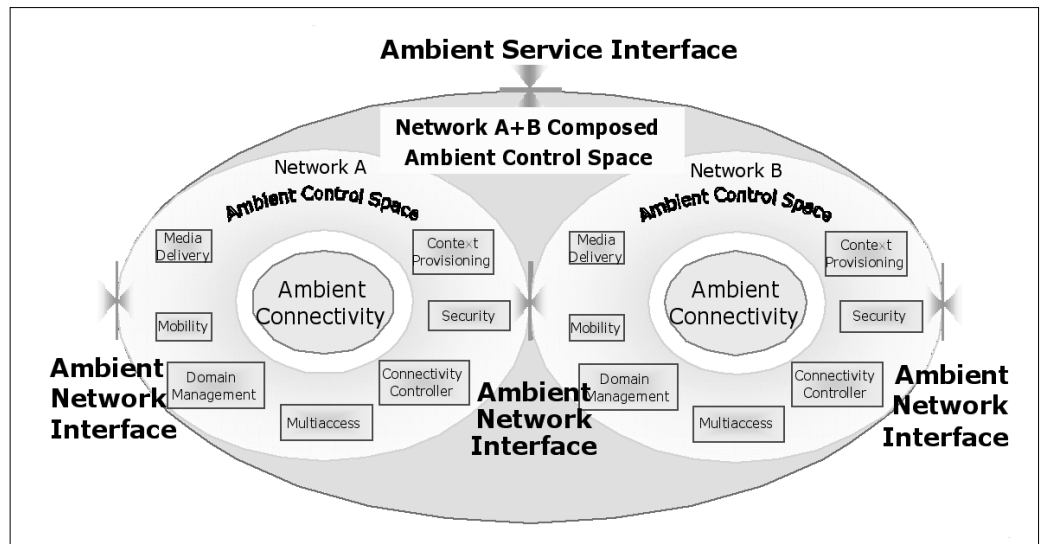 Ambient Service Interface
Network A+B Composed
Ambient Control Space
Network A
Ambient Control Space
Media
Delivery
Context
Provisioning
Ambient
Connectivity
Mobility
Security
Domain
Management
Connectivity
Controller
Multiaccess
Network B
Ambient Control Space
Media
Delivery
Context
Provisioning
Ambient
Connectivity
Mobility
Security
Domain
Management
Connectivity
Controller
Multiaccess
Ambient
Network
Interface
Ambient
Network
Interface
Ambient
Network
Interface